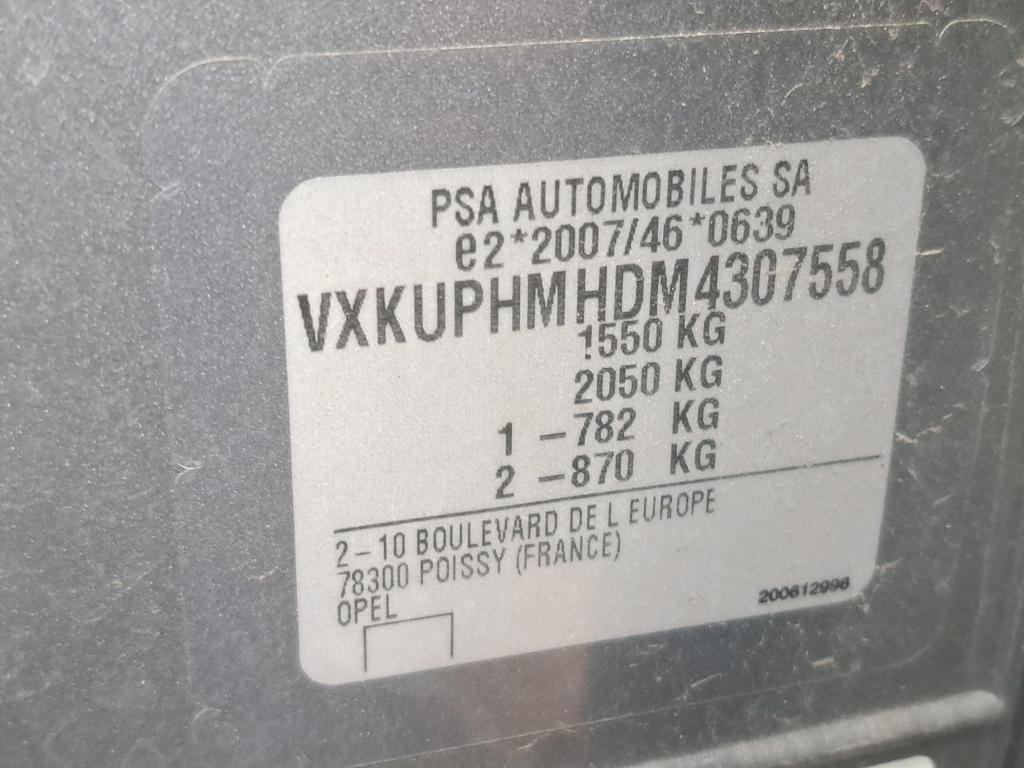 PSA AUTOMOBILES SA
e2*2007/46*0639
VXKUPHMHDM4307558
1550 KG
2050 KG
1 -782 KG
2 -870 KG
2-10 BOULEVARD DE L EUROPE
78300 POISSY (FRANCE)
OPEL
200612996